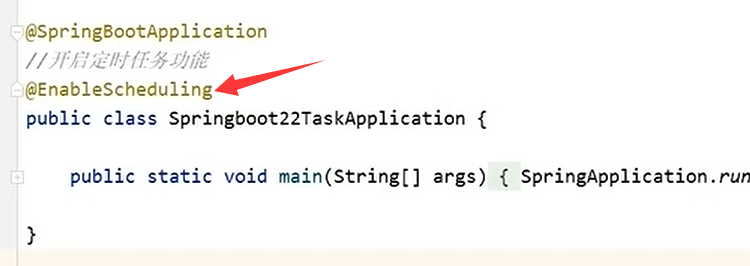 @SpringBootApplication
//开启定时任务功能
@EnableScheduling
public class Springboot22TaskApplication {
public static void main(String[] args) { SpringApplication.run
}